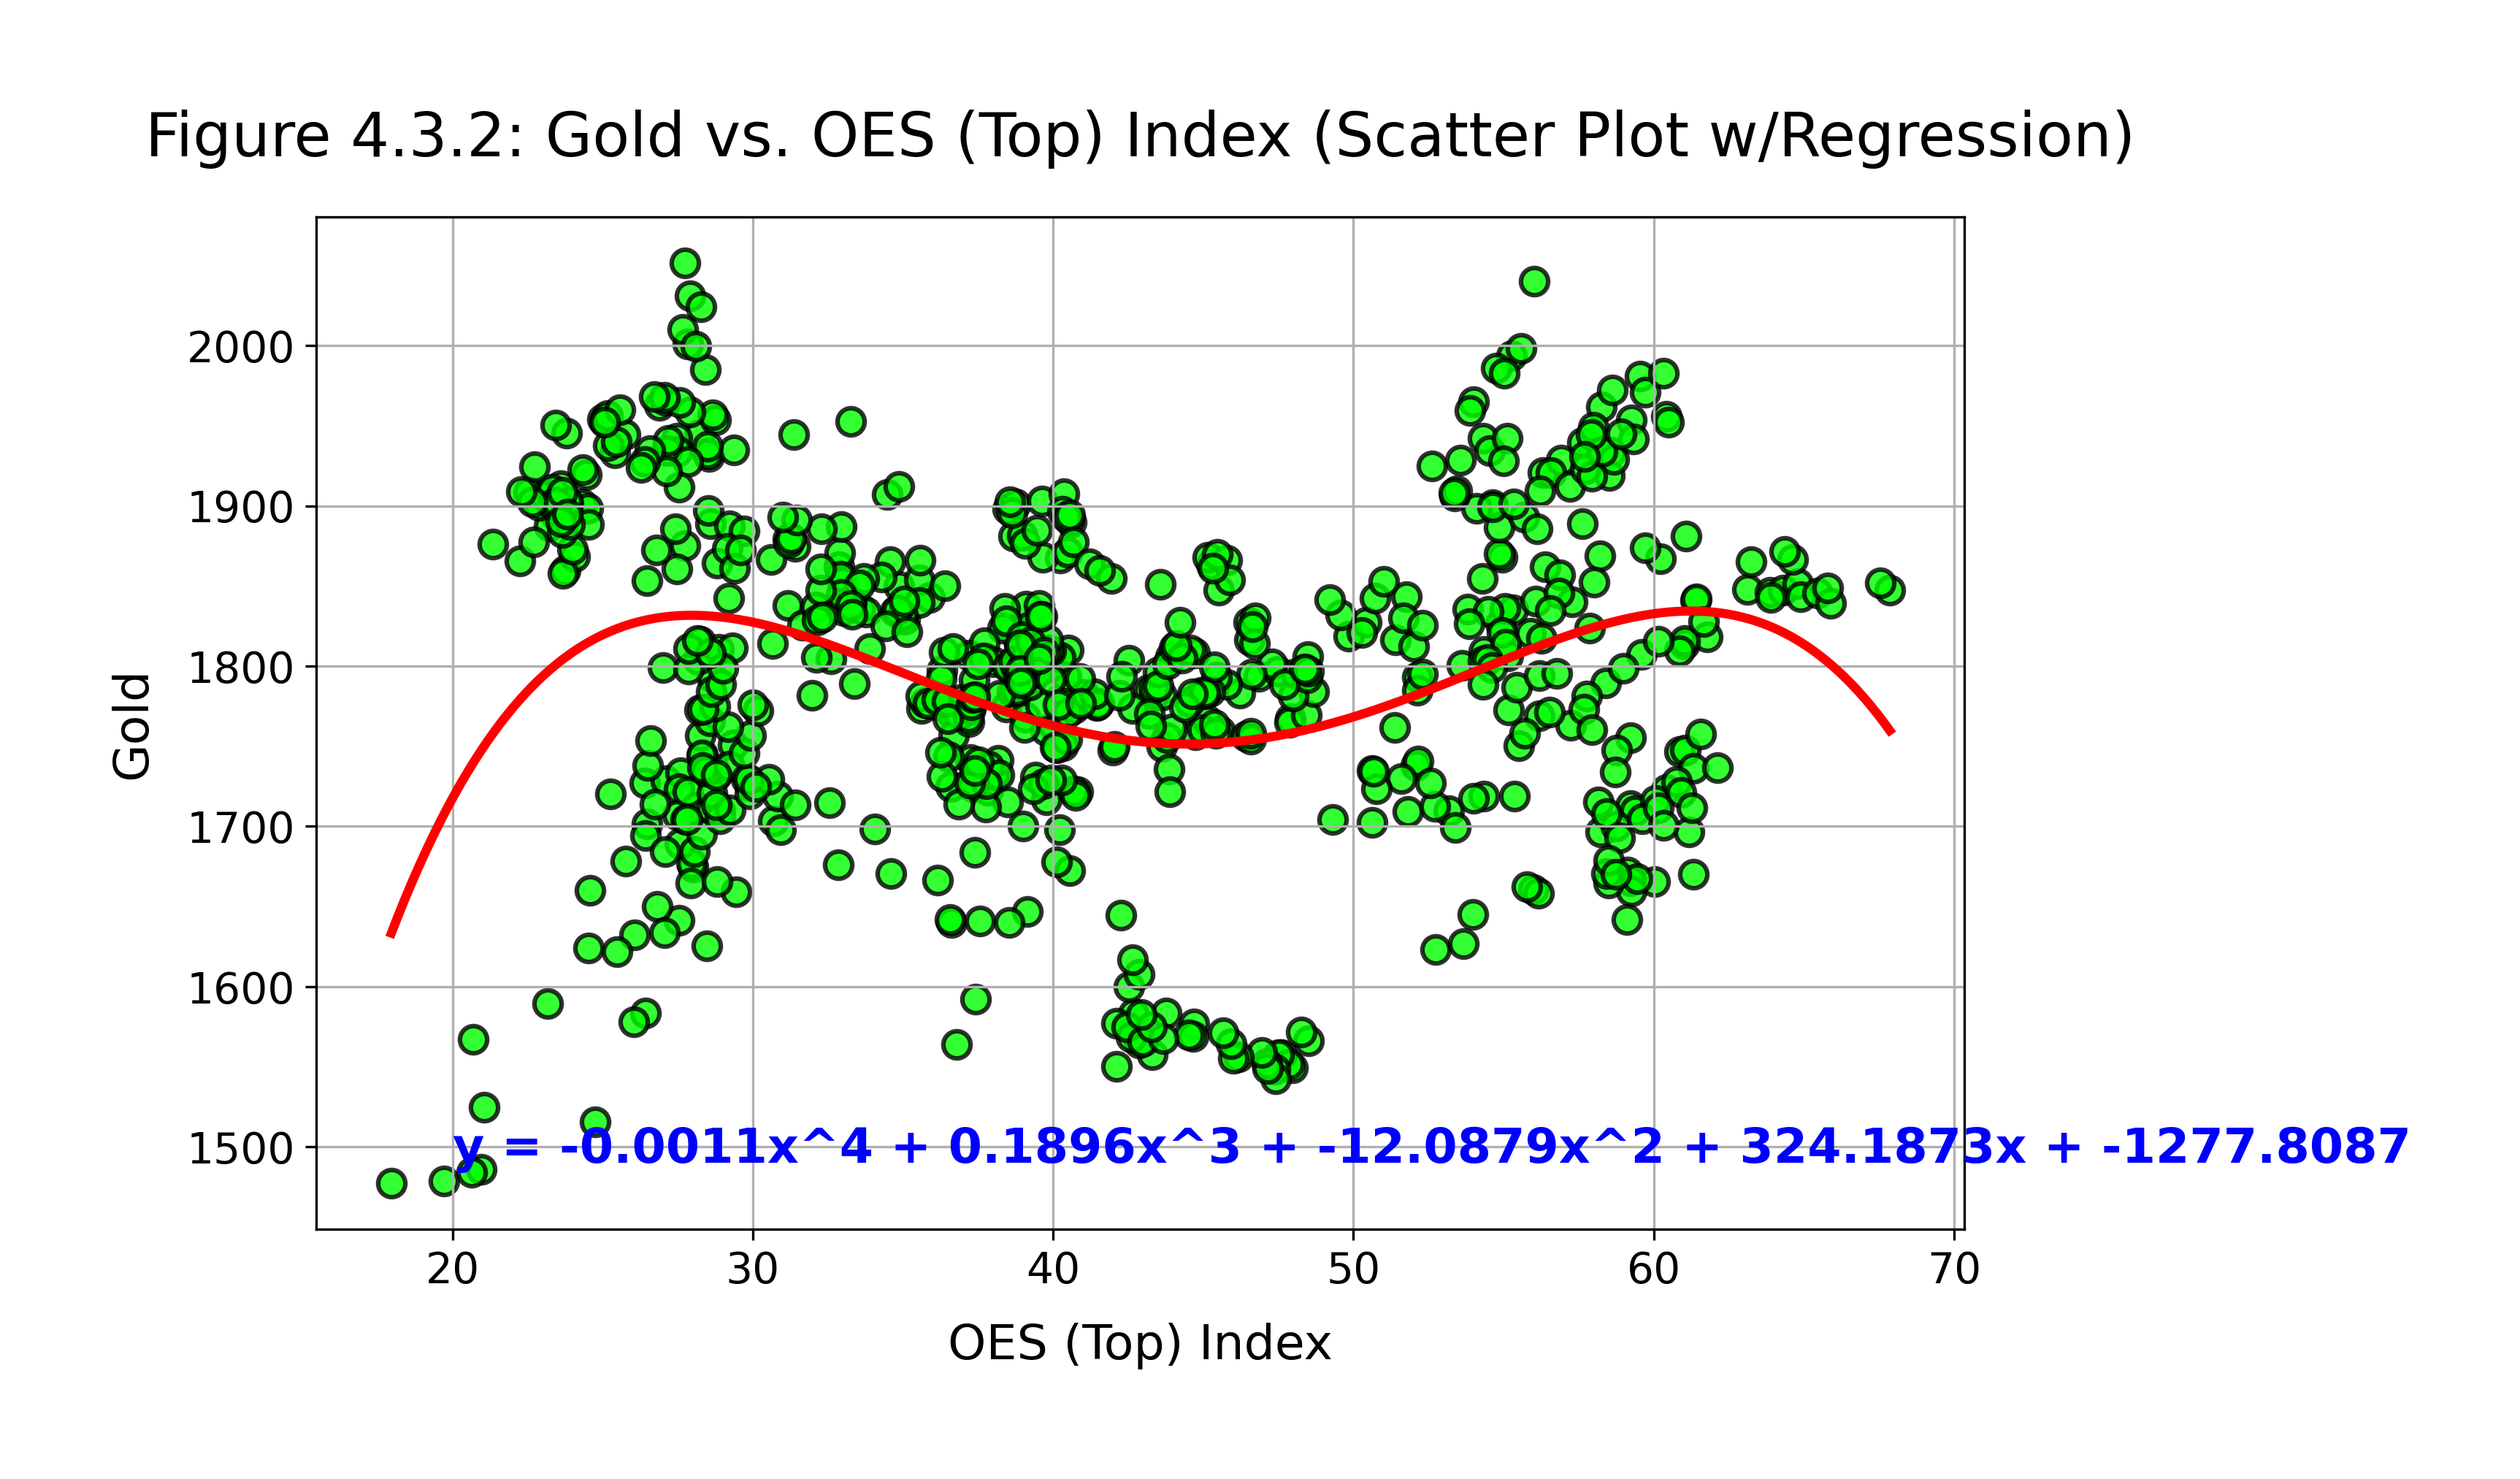 Figure 4.3.2: Gold vs. OES (Top) Index (Scatter Plot w/Regression)
2000
1900
1800
1700
1600
1500
Gold
y = -0.0011x^4 + 0.1896x^3 + -12.0879x^2 + 324.1873x + -1277.8087
20 30 40 50 60 70
OES (Top) Index